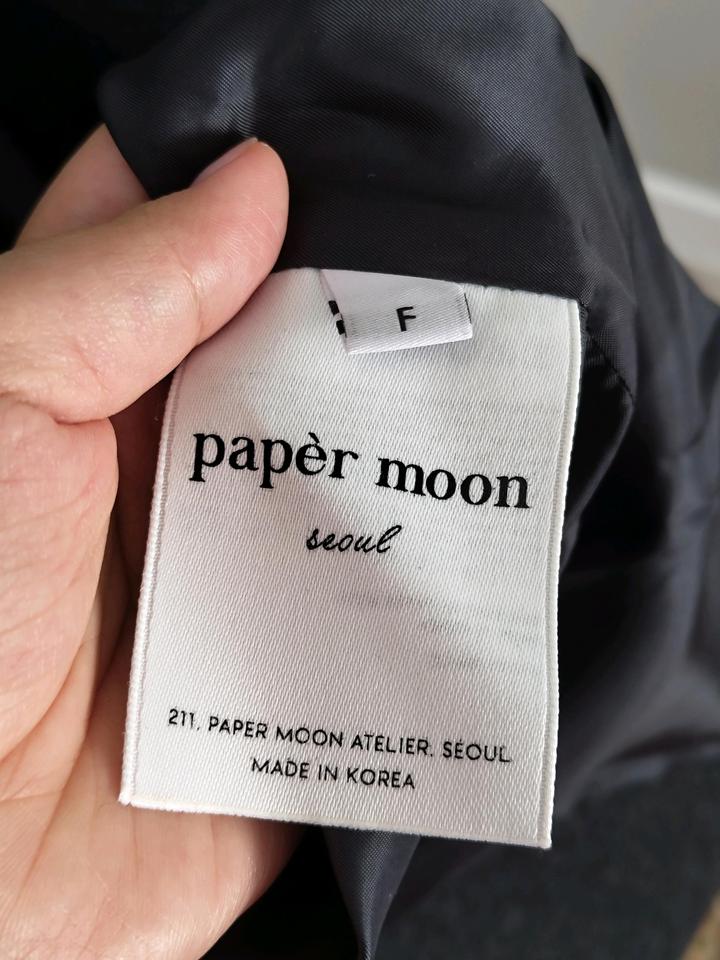 F
papèr moon
seoul
211. PAPER MOON ATELIER. SEOUL.
MADE IN KOREA